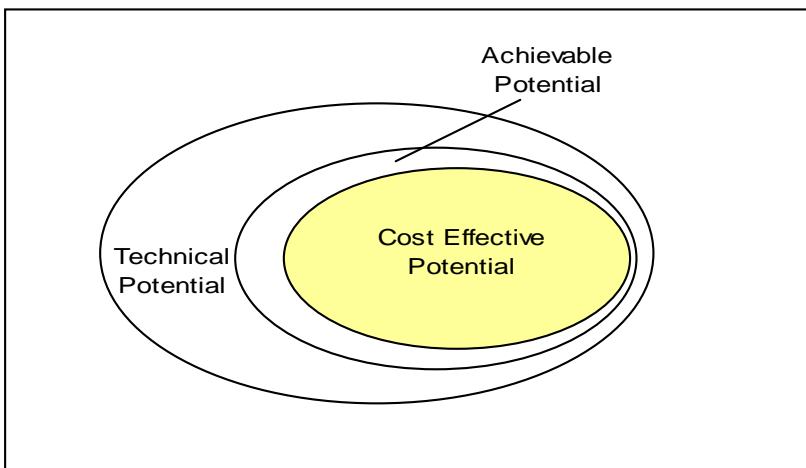 Achievable
Potential
Cost Effective
Potential
Technical
Potential